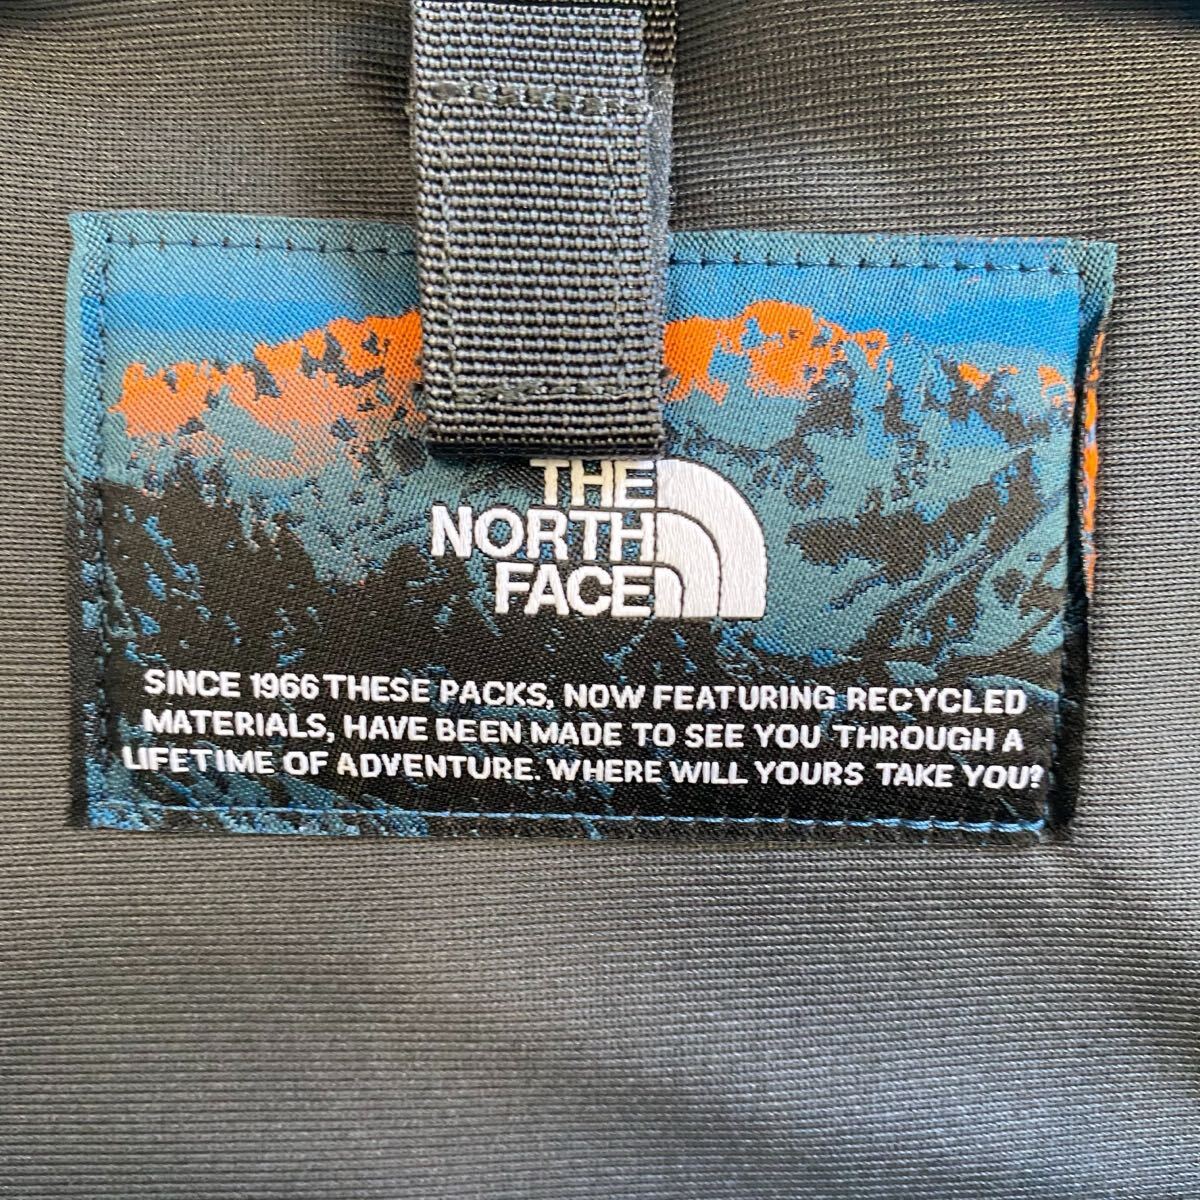 THE
NORTH
FACE
SINCE 1966 THESE PACKS, NOW FEATURING RECYCLED
MATERIALS, HAVE BEEN MADE TO SEE YOU THROUGH A
LIFETIME OF ADVENTURE. WHERE WILL YOURS TAKE YOU?